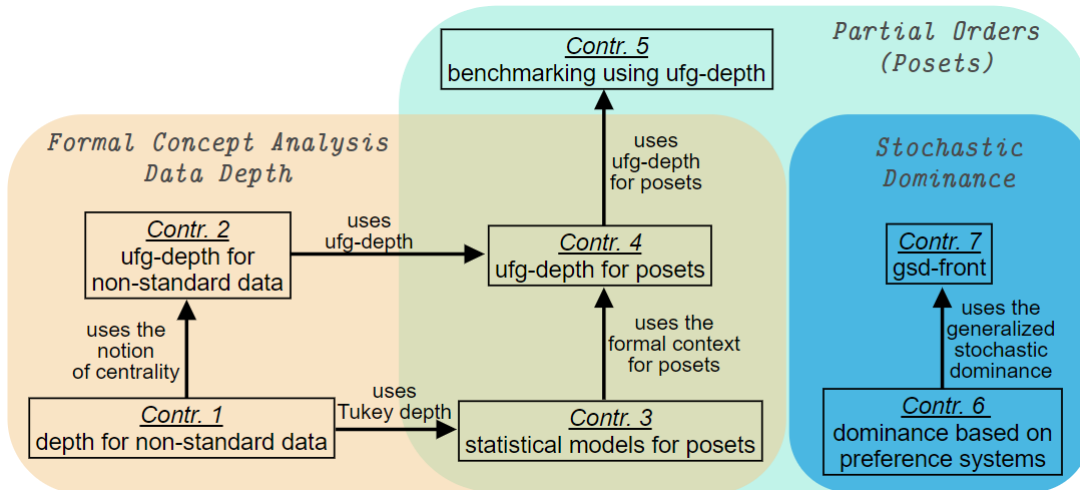 Contr. 5
benchmarking using ufg-depth
Partial Orders
(Posets)
Formal Concept Analysis
Data Depth
uses
ufg-depth
for posets
Stochastic
Dominance
Contr. 2
ufg-depth for
non-standard data
uses
ufg-depth
Contr. 4
ufg-depth for posets
Contr. 7
gsd-front
uses the
notion
of centrality
uses the
formal context
for posets
uses the
generalized
stochastic
dominance
Contr. 1
depth for non-standard data
uses
Tukey depth
Contr. 3
statistical models for posets
Contr. 6
dominance based on
preference systems